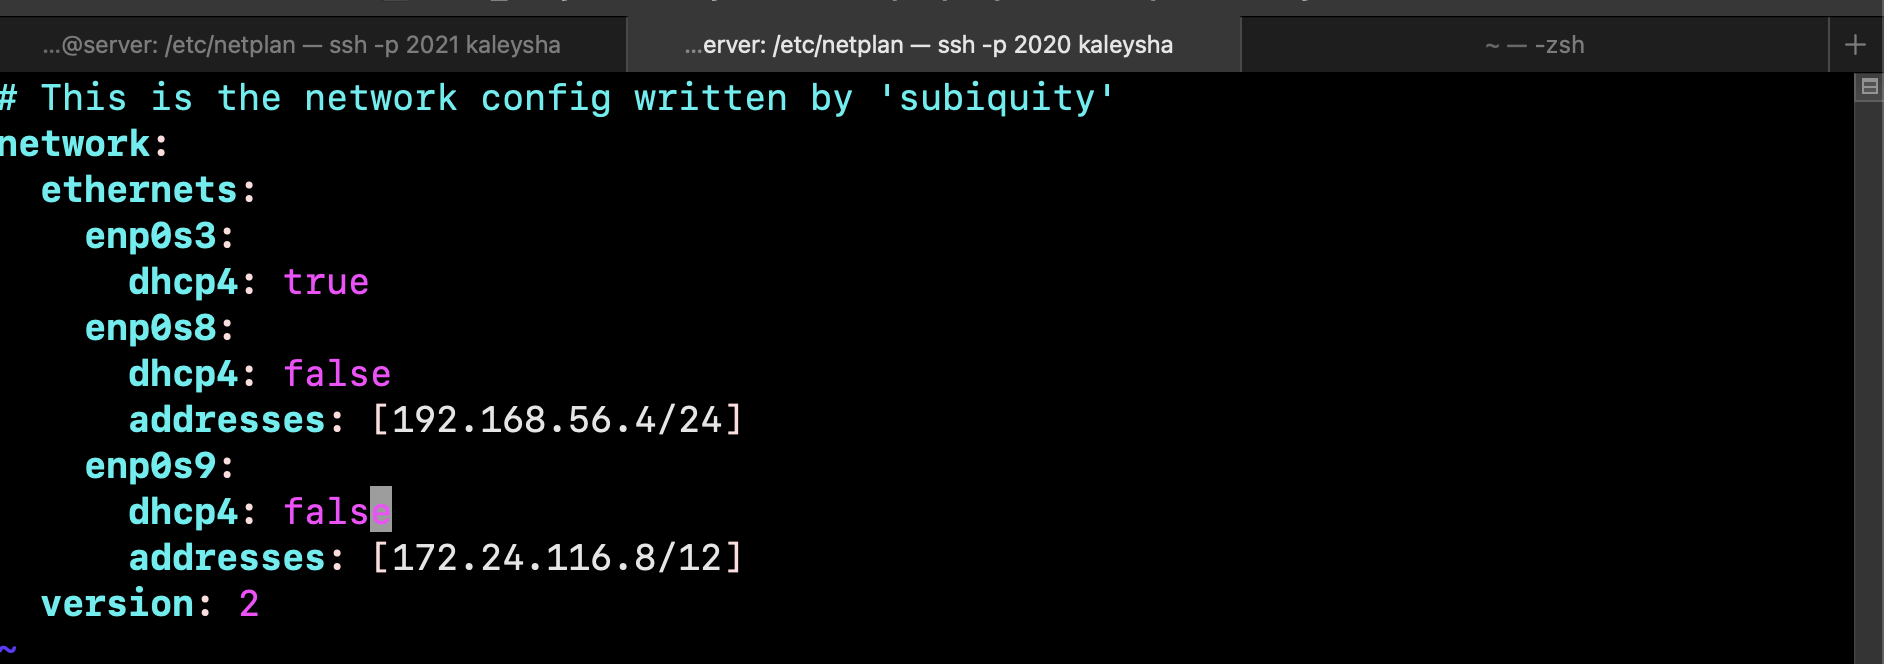 ...@server: /etc/netplan — ssh -p 2021 kaleysha
...erver: /etc/netplan — ssh -p 2020 kaleysha
~ — -zsh
+
# This is the network config written by 'subiquity'
network:
  ethernets:
    enp0s3:
      dhcp4: true
    enp0s8:
      dhcp4: false
      addresses: [192.168.56.4/24]
    enp0s9:
      dhcp4: false
      addresses: [172.24.116.8/12]
  version: 2
~